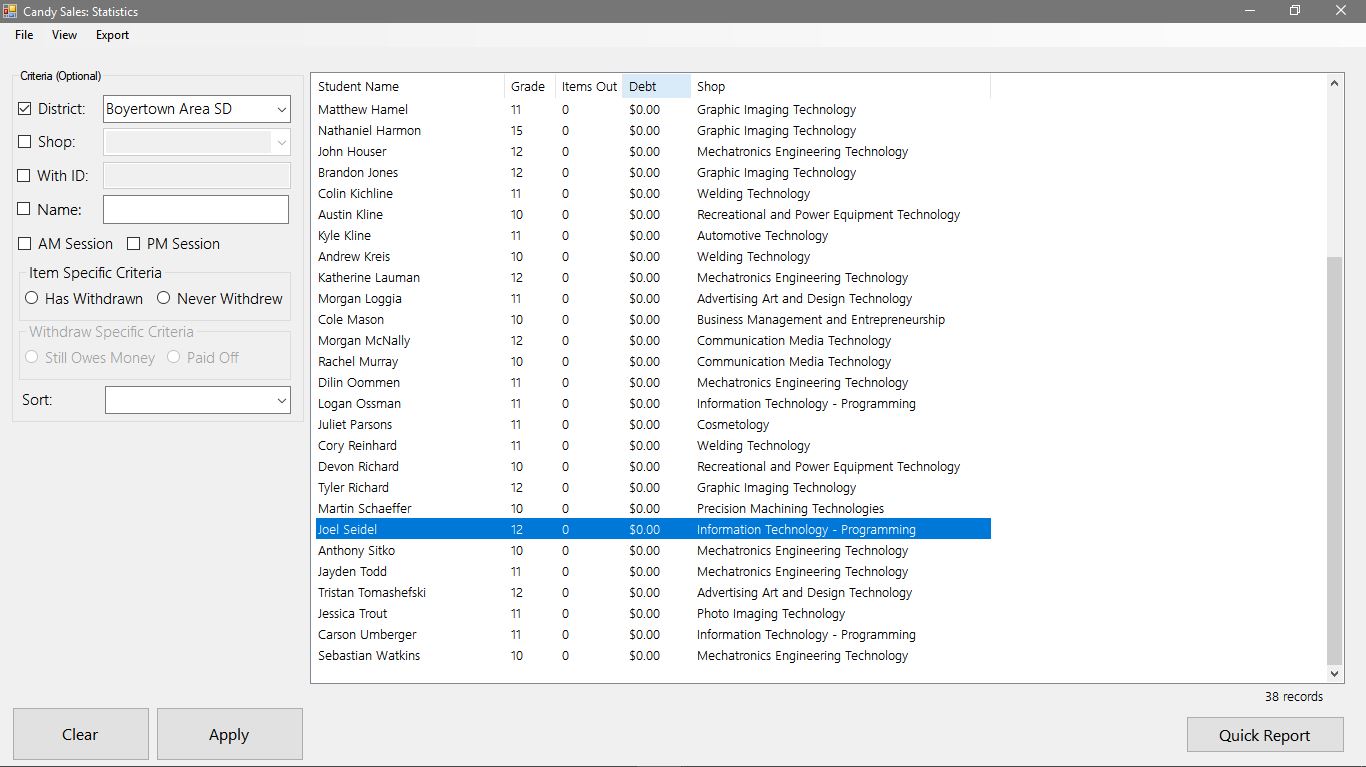 Candy Sales: Statistics
File View Export
Criteria (Optional)
District: Boyertown Area SD
Shop:
With ID:
Name:
AM Session PM Session
Item Specific Criteria
Has Withdrawn Never Withdrew
Withdraw Specific Criteria
Still Owes Money Paid Off
Sort:
Clear Apply
Student Name Grade Items Out Debt Shop
Matthew Hamel 11 0 $0.00 Graphic Imaging Technology
Nathaniel Harmon 15 0 $0.00 Graphic Imaging Technology
John Houser 12 0 $0.00 Mechatronics Engineering Technology
Brandon Jones 12 0 $0.00 Graphic Imaging Technology
Colin Kichline 11 0 $0.00 Welding Technology
Austin Kline 10 0 $0.00 Recreational and Power Equipment Technology
Kyle Kline 11 0 $0.00 Automotive Technology
Andrew Kreis 10 0 $0.00 Welding Technology
Katherine Lauman 12 0 $0.00 Mechatronics Engineering Technology
Morgan Loggia 11 0 $0.00 Advertising Art and Design Technology
Cole Mason 10 0 $0.00 Business Management and Entrepreneurship
Morgan McNally 12 0 $0.00 Communication Media Technology
Rachel Murray 10 0 $0.00 Communication Media Technology
Dilin Oommen 11 0 $0.00 Mechatronics Engineering Technology
Logan Ossman 11 0 $0.00 Information Technology - Programming
Juliet Parsons 11 0 $0.00 Cosmetology
Cory Reinhard 11 0 $0.00 Welding Technology
Devon Richard 10 0 $0.00 Recreational and Power Equipment Technology
Tyler Richard 12 0 $0.00 Graphic Imaging Technology
Martin Schaeffer 10 0 $0.00 Precision Machining Technologies
Joel Seidel 12 0 $0.00 Information Technology - Programming
Anthony Sitko 10 0 $0.00 Mechatronics Engineering Technology
Jayden Todd 11 0 $0.00 Mechatronics Engineering Technology
Tristan Tomashefski 12 0 $0.00 Advertising Art and Design Technology
Jessica Trout 11 0 $0.00 Photo Imaging Technology
Carson Umberger 11 0 $0.00 Information Technology - Programming
Sebastian Watkins 10 0 $0.00 Mechatronics Engineering Technology
38 records
Quick Report